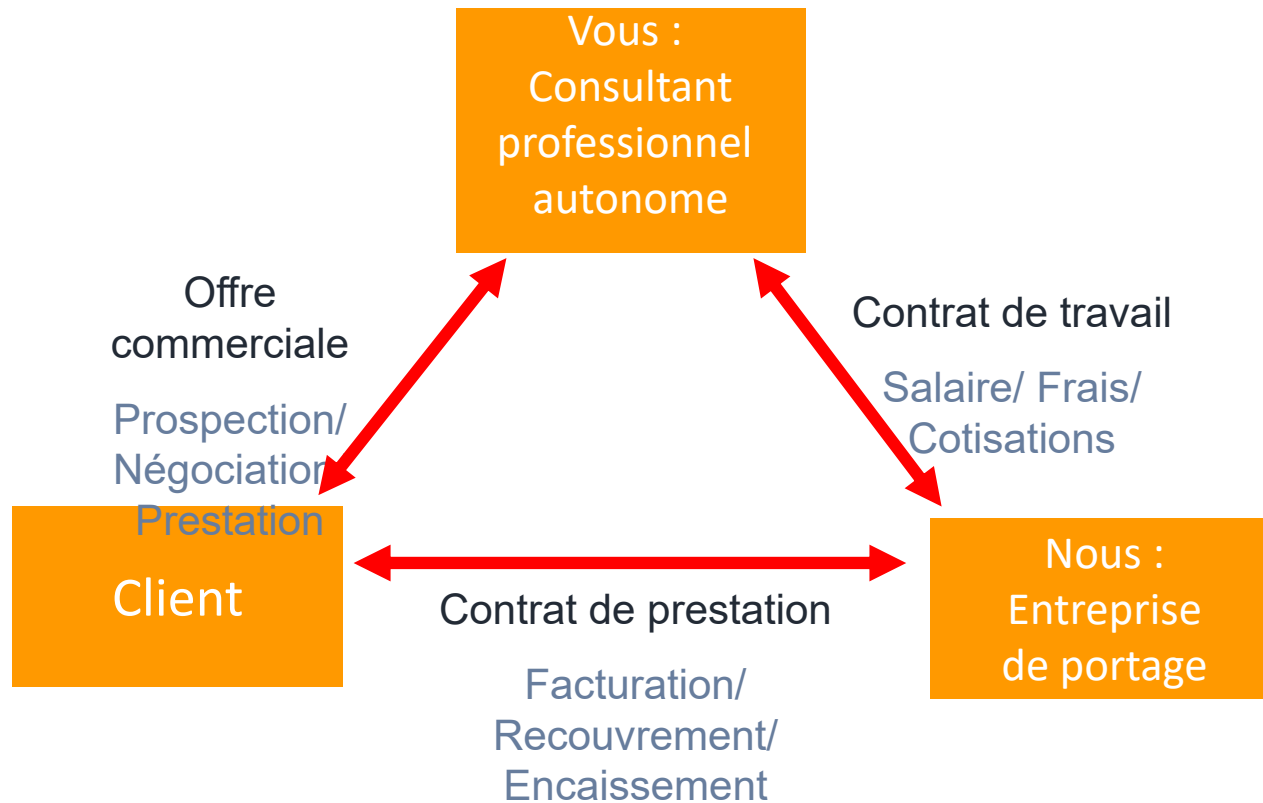 Vous :
Consultant
professionnel
autonome
Offre
commerciale
Prospection/
Négociation
Prestation
Contrat de travail
Salaire/ Frais/
Cotisations
Client
Contrat de prestation
Facturation/
Recouvrement/
Encaissement
Nous :
Entreprise
de portage